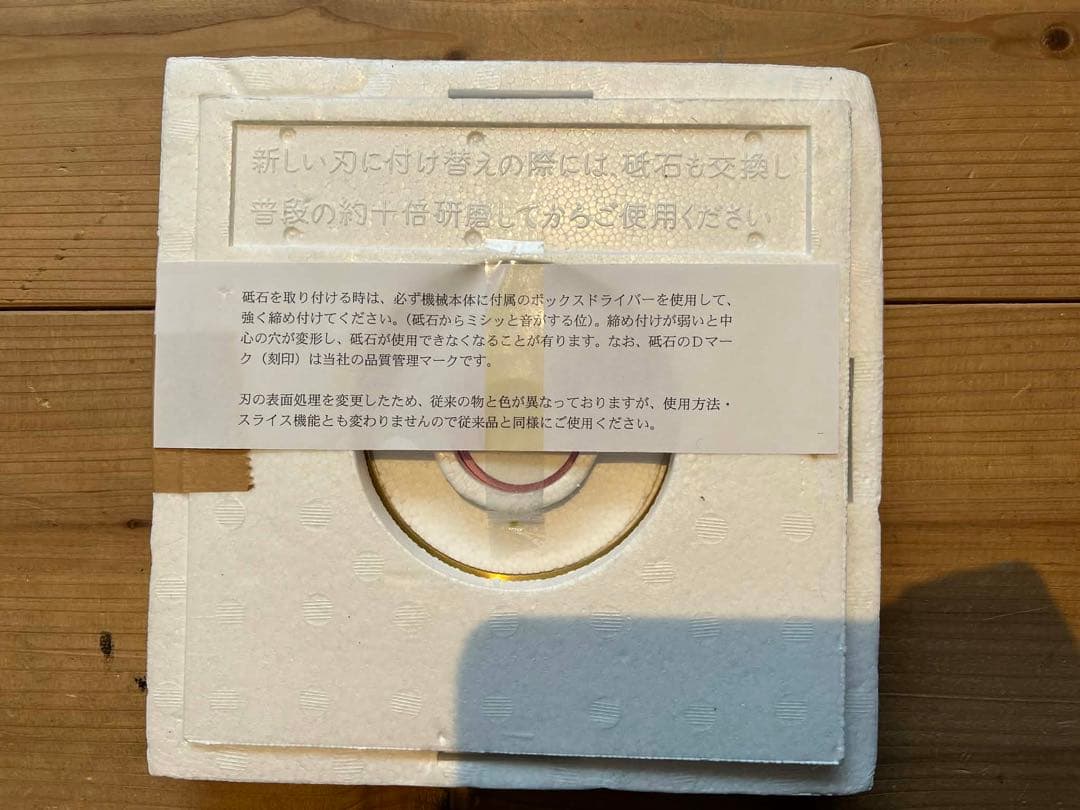 新しい刃に付け替えの際には、砥石も交換し
普段の約十倍研磨してからご使用ください
砥石を取り付ける時は、必ず機械本体に付属のボックスドライバーを使用して、
強く締め付けてください。（砥石からミシッと音がする位）。締め付けが弱いと中
心の穴が変形し、砥石が使用できなくなることが有ります。なお、砥石のＤマー
ク（刻印）は当社の品質管理マークです。
刃の表面処理を変更したため、従来の物と色が異なっておりますが、使用方法・
スライス機能とも変わりませんので従来品と同様にご使用ください。